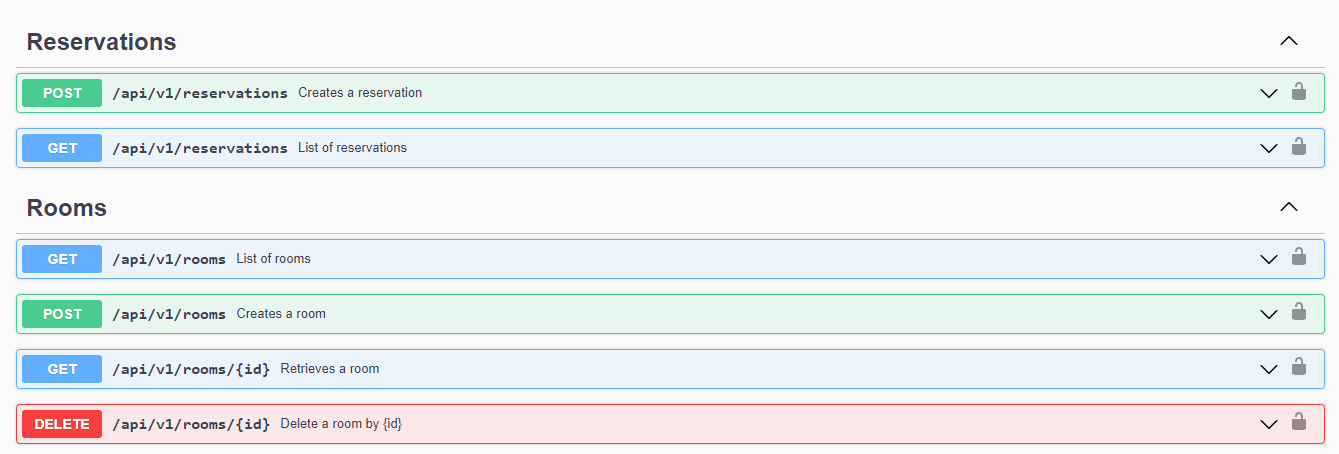 Reservations
POST /api/v1/reservations Creates a reservation
GET /api/v1/reservations List of reservations
Rooms
GET /api/v1/rooms List of rooms
POST /api/v1/rooms Creates a room
GET /api/v1/rooms/{id} Retrieves a room
DELETE /api/v1/rooms/{id} Delete a room by {id}